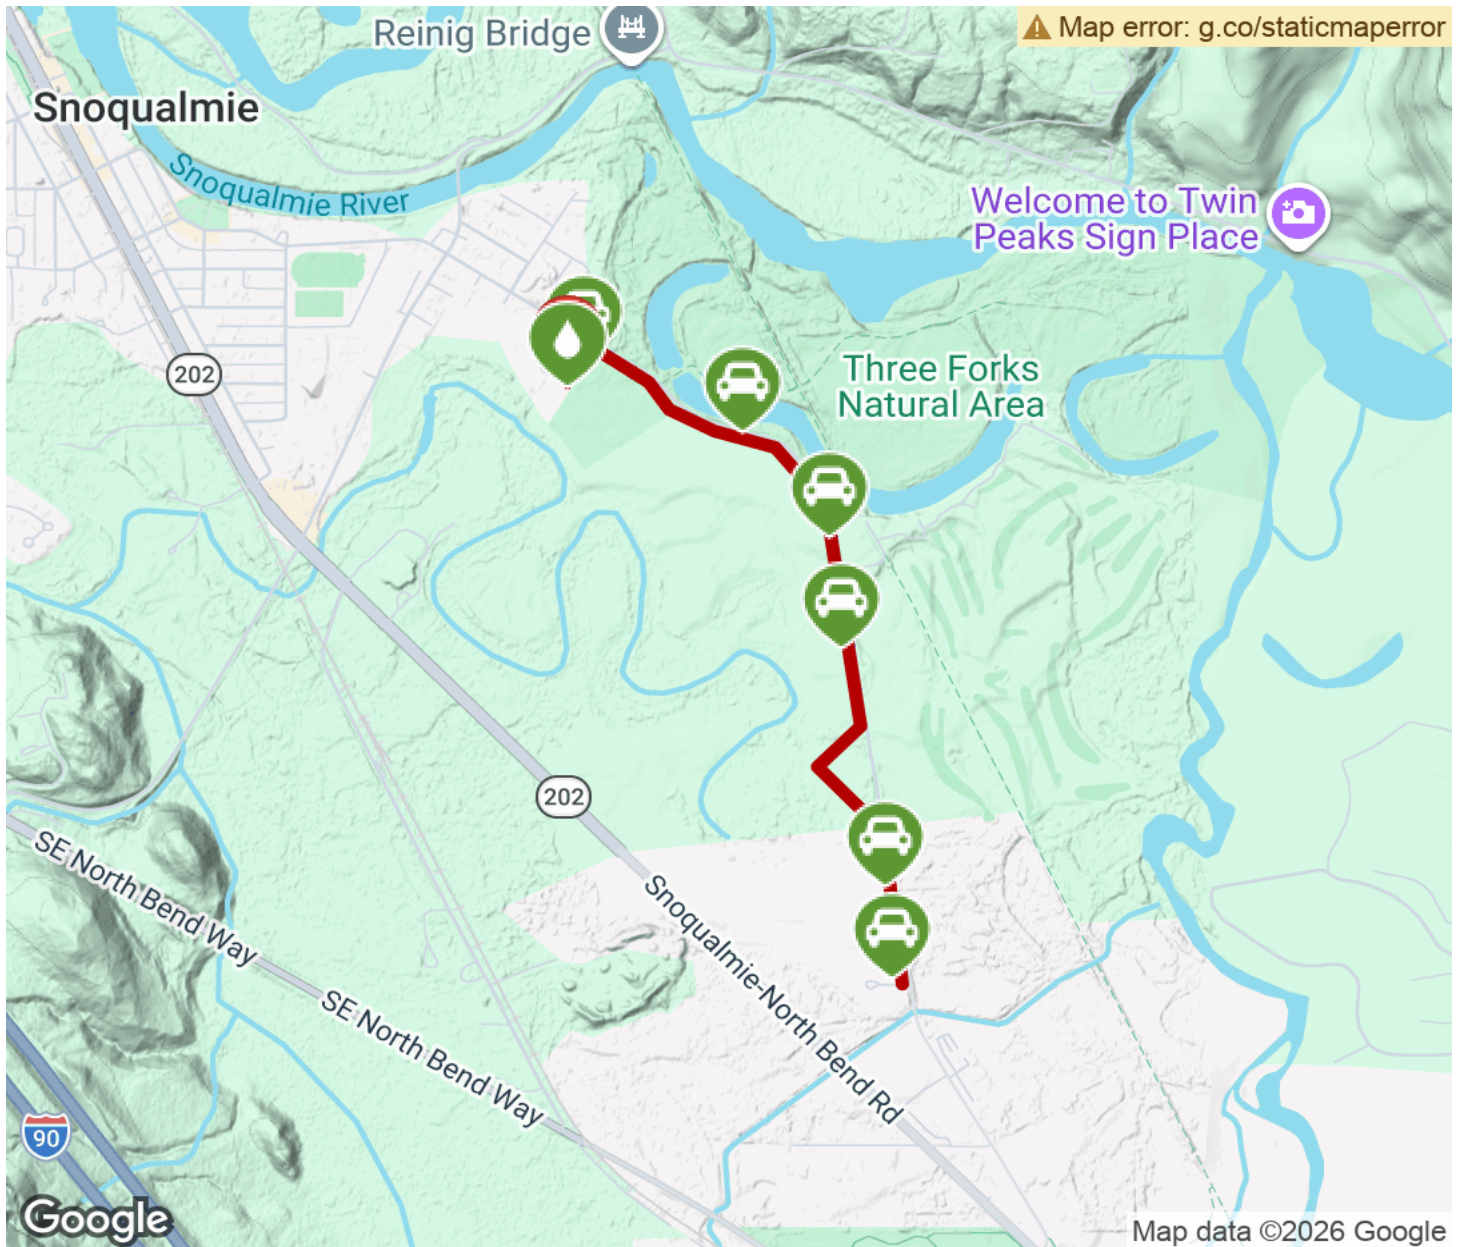 Reinig Bridge
Map error: g.co/staticmaperror
Snoqualmie
Snoqualmie River
Welcome to Twin
Peaks Sign Place
202
Three Forks
Natural Area
202
SE North Bend Way
Snoqualmie-North Bend Rd
SE North Bend Way
90
Google
Map data ©2026 Google